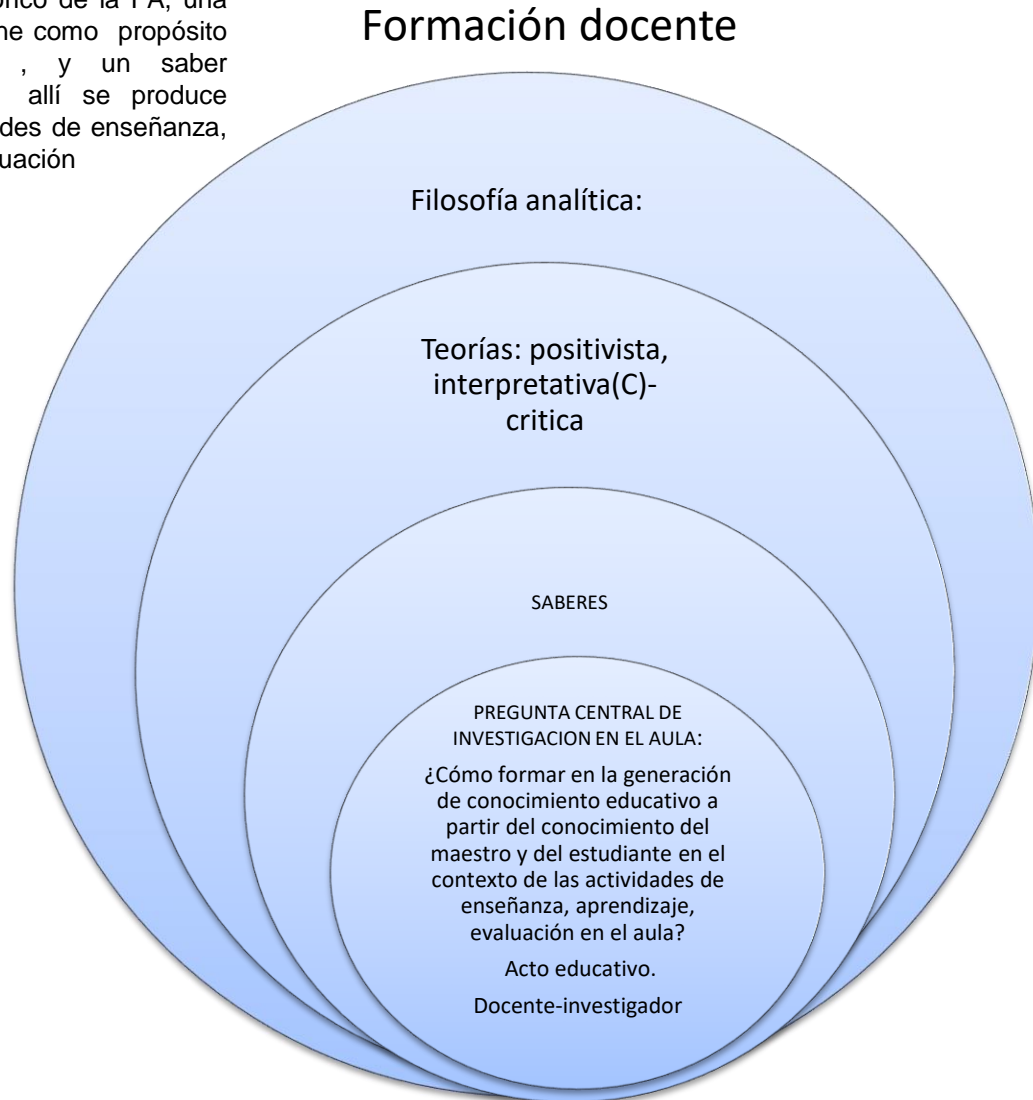 órico de la PA, una
ne como propósito
, y un saber
allí se produce
des de enseñanza,
uación
Formación docente
Filosofía analítica:
Teorías: positivista,
interpretativa(C)-
critica
SABERES
PREGUNTA CENTRAL DE
INVESTIGACION EN EL AULA:
¿Cómo formar en la generación
de conocimiento educativo a
partir del conocimiento del
maestro y del estudiante en el
contexto de las actividades de
enseñanza, aprendizaje,
evaluación en el aula?
Acto educativo.
Docente-investigador